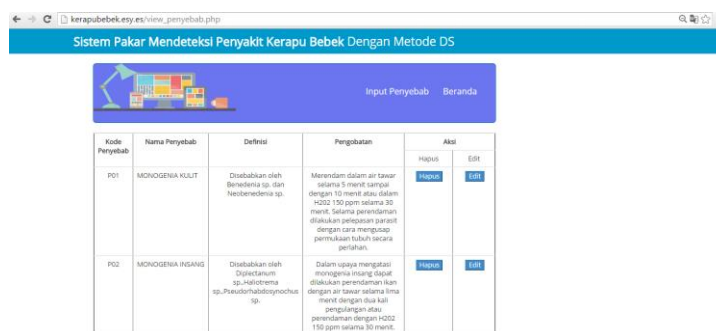 kerapubebek.esy.es/view_penyebab.php
Sistem Pakar Mendeteksi Penyakit Kerapu Bebek Dengan Metode DS
Input Penyebab Beranda
Kode Penyebab
Nama Penyebab
Definisi
Pengobatan
Aksi
Hapus
Edit
P01
MONOGENIA KULIT
Disebabkan oleh
Benedenia sp. dan
Neobenedenia sp.
Merendam dalam air tawar
selama 5 menit sampai
dengan 10 menit atau dalam
H202 150 ppm selama 30
menit. Selama perendaman
dilakukan pelepasan parasit
dengan cara mengusap
permukaan tubuh secara
perlahan.
Hapus
Edit
P02
MONOGENIA INSANG
Disebabkan oleh
Diplectanum
sp.,Haliotrema
sp.,Pseudorhabdosynochus
sp.
Dalam upaya mengatasi
monogenia insang dapat
dilakukan perendaman ikan
dengan air tawar selama lima
menit dengan dua kali
pengulangan atau
perendaman dengan H202
150 ppm selama 30 menit.
Hapus
Edit